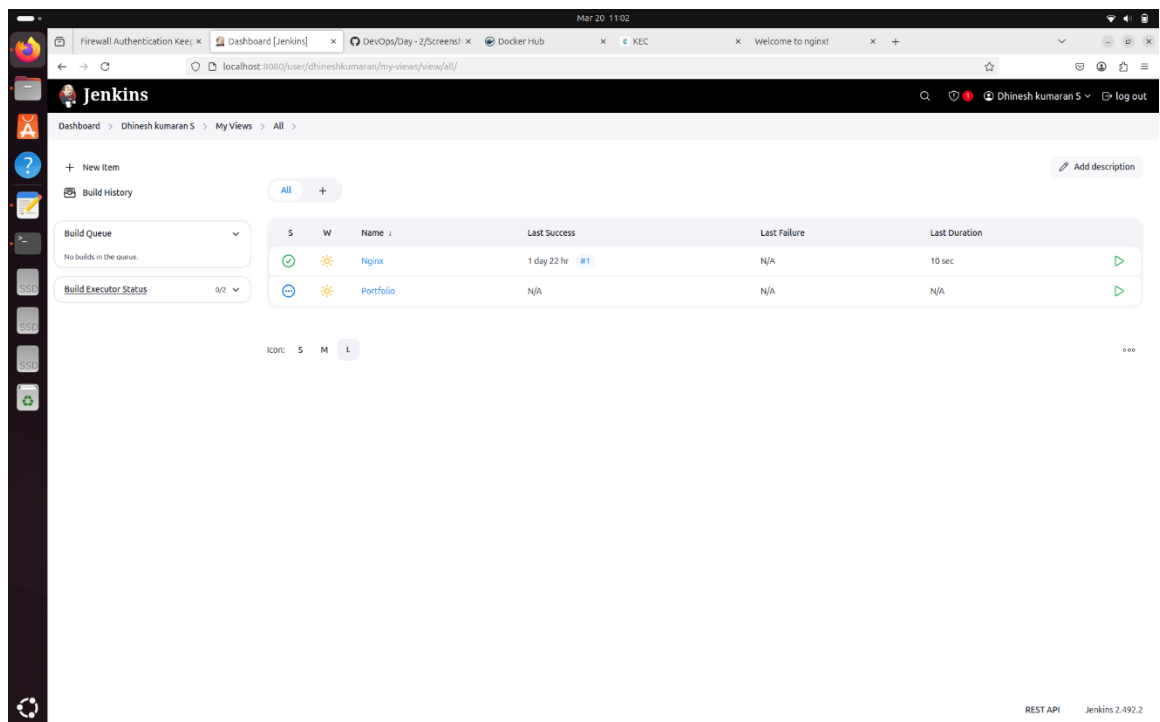 Mar 20 11:02
Firewall Authentication Keep Dashboard [Jenkins] DevOps/Day - 2/Screensh Docker Hub KEC Welcome to nginx!
localhost:8080/user/dhineshkumaran/my-views/view/all/
Jenkins 1 Dhinesh kumaran S log out
Dashboard > Dhinesh kumaran S > My Views > All >
+ New Item
Add description
Build History
All +
Build Queue
No builds in the queue.
Build Executor Status 0/2
S W Name ↓ Last Success Last Failure Last Duration
Nginx 1 day 22 hr #1 N/A 10 sec
Portfolio N/A N/A N/A
Icon: S M L
SSD
SSD
SSD
REST API Jenkins 2.492.2